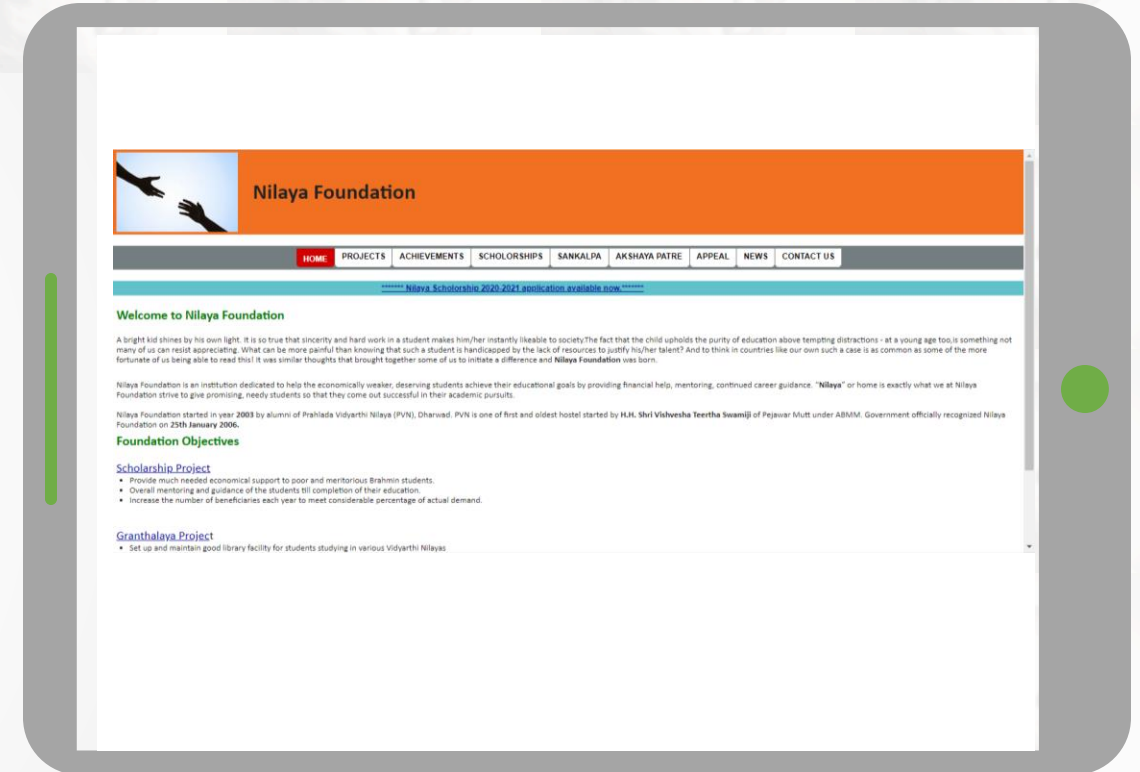 Nilaya Foundation
HOME PROJECTS ACHIEVEMENTS SCHOLORSHIPS SANKALPA AKSHAYA PATRE APPEAL NEWS CONTACT US
******* Nilaya Scholorship 2020-2021 application available now.*******
Welcome to Nilaya Foundation
A bright kid shines by his own light. It is so true that sincerity and hard work in a student makes him/her instantly likeable to society.The fact that the child upholds the purity of education above tempting distractions - at a young age too,is something not
many of us can resist appreciating. What can be more painful than knowing that such a student is handicapped by the lack of resources to justify his/her talent? And to think in countries like our own such a case is as common as some of the more
fortunate of us being able to read this! It was similar thoughts that brought together some of us to initiate a difference and Nilaya Foundation was born.
Nilaya Foundation is an institution dedicated to help the economically weaker, deserving students achieve their educational goals by providing financial help, mentoring, continued career guidance. "Nilaya" or home is exactly what we at Nilaya
Foundation strive to give promising, needy students so that they come out successful in their academic pursuits.
Nilaya Foundation started in year 2003 by alumni of Prahlada Vidyarthi Nilaya (PVN), Dharwad. PVN is one of first and oldest hostel started by H.H. Shri Vishvesha Teertha Swamiji of Pejawar Mutt under ABMM. Government officially recognized Nilaya
Foundation on 25th January 2006.
Foundation Objectives
Scholarship Project
• Provide much needed economical support to poor and meritorious Brahmin students.
• Overall mentoring and guidance of the students till completion of their education.
• Increase the number of beneficiaries each year to meet considerable percentage of actual demand.
Granthalaya Project
• Set up and maintain good library facility for students studying in various Vidyarthi Nilayas